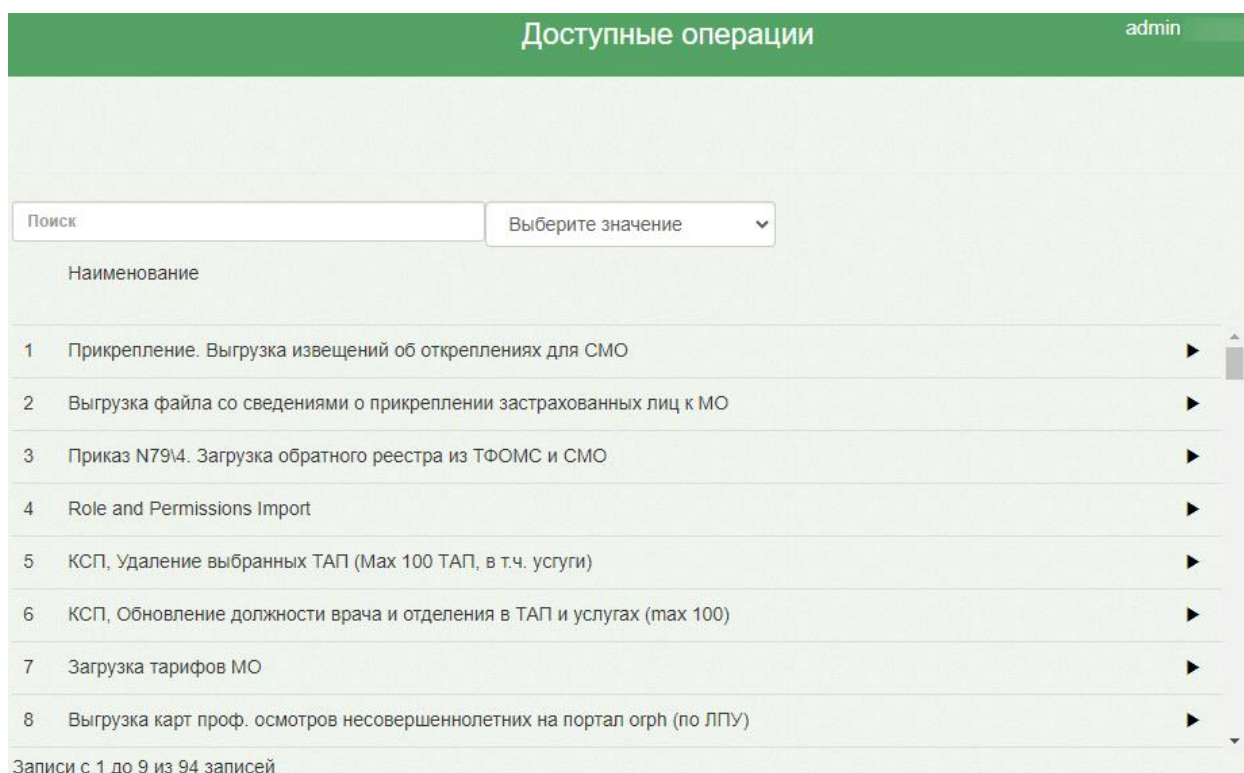 Доступные операции
admin
Поиск
Выберите значение
Наименование
1 Прикрепление. Выгрузка извещений об откреплениях для СМО
2 Выгрузка файла со сведениями о прикреплении застрахованных лиц к МО
3 Приказ N79\4. Загрузка обратного реестра из ТФОМС и СМО
4 Role and Permissions Import
5 КСП, Удаление выбранных ТАП (Max 100 ТАП, в т.ч. усгуги)
6 КСП, Обновление должности врача и отделения в ТАП и услугах (max 100)
7 Загрузка тарифов МО
8 Выгрузка карт проф. осмотров несовершеннолетних на портал orph (по ЛПУ)
Записи с 1 до 9 из 94 записей